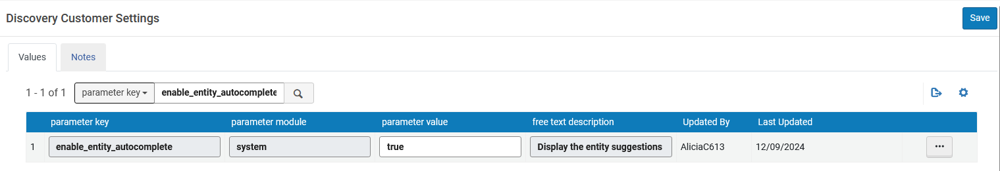 Discovery Customer Settings
Save
Values Notes
1 - 1 of 1 parameter key enable_entity_autocomplete
parameter key parameter module parameter value free text description Updated By Last Updated
1 enable_entity_autocomplete system true Display the entity suggestions AliciaC613 12/09/2024